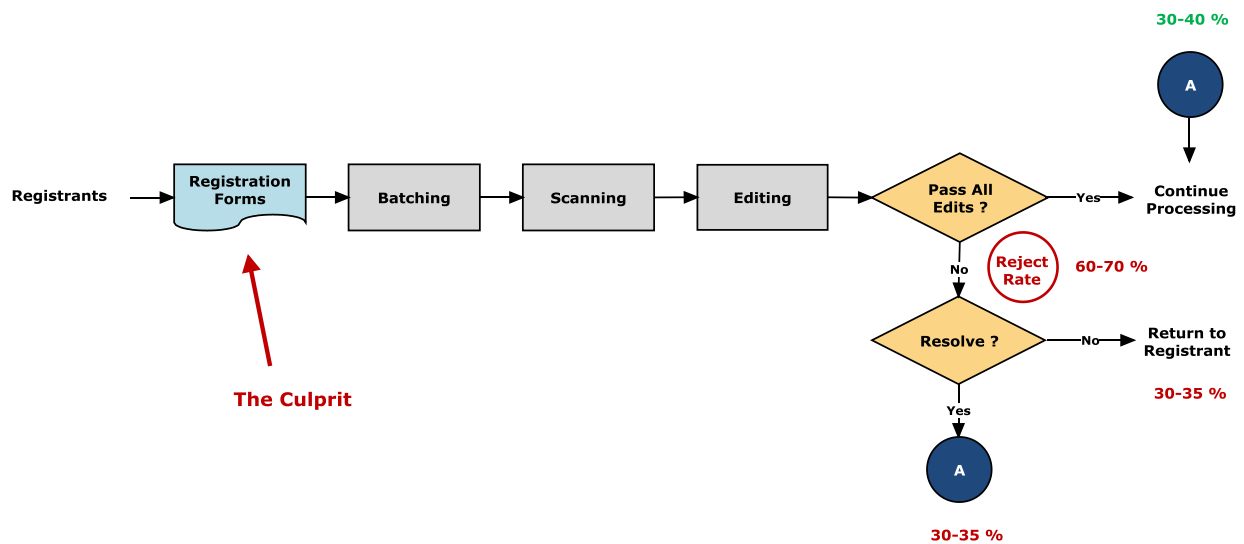 30-40 %
A
Registrants
Registration
Forms
Batching
Scanning
Editing
Pass All
Edits ?
Yes
Continue
Processing
No
Reject
Rate
60-70 %
Resolve ?
No
Return to
Registrant
30-35 %
The Culprit
Yes
A
30-35 %